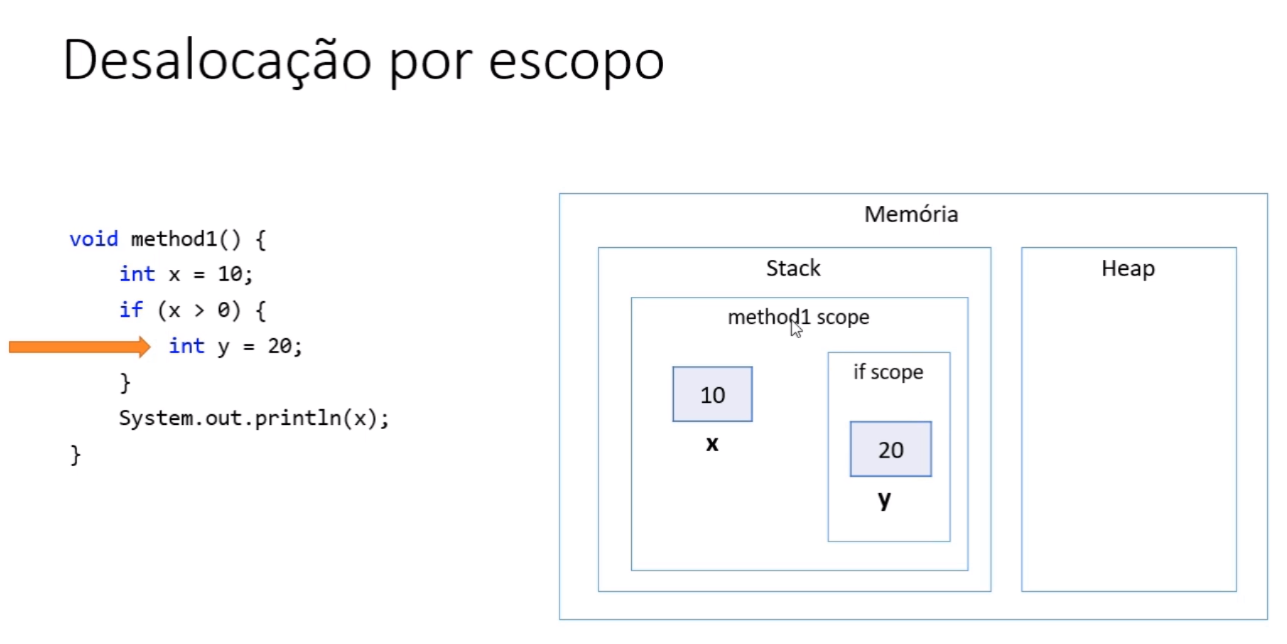 Desalocação por escopo
void method1() {
int x = 10;
if (x > 0) {
int y = 20;
}
System.out.println(x);
}
Memória
Stack
Heap
method1 scope
if scope
10
x
20
y